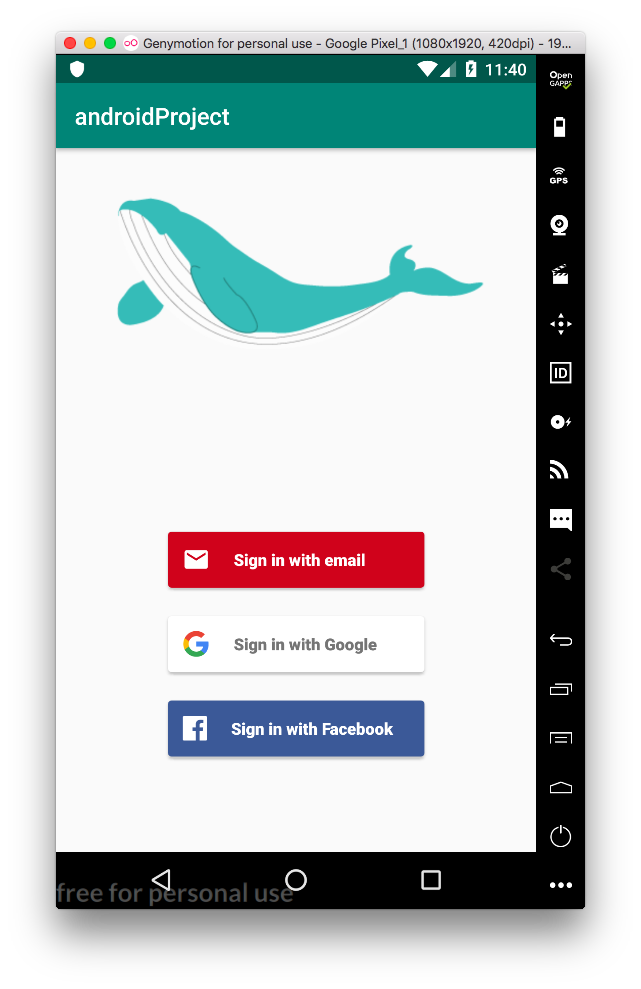 Genymotion for personal use - Google Pixel_1 (1080x1920, 420dpi) - 19...
11:40
Open
GAPPS
androidProject
GPS
ID
Sign in with email
Sign in with Google
Sign in with Facebook
free for personal use